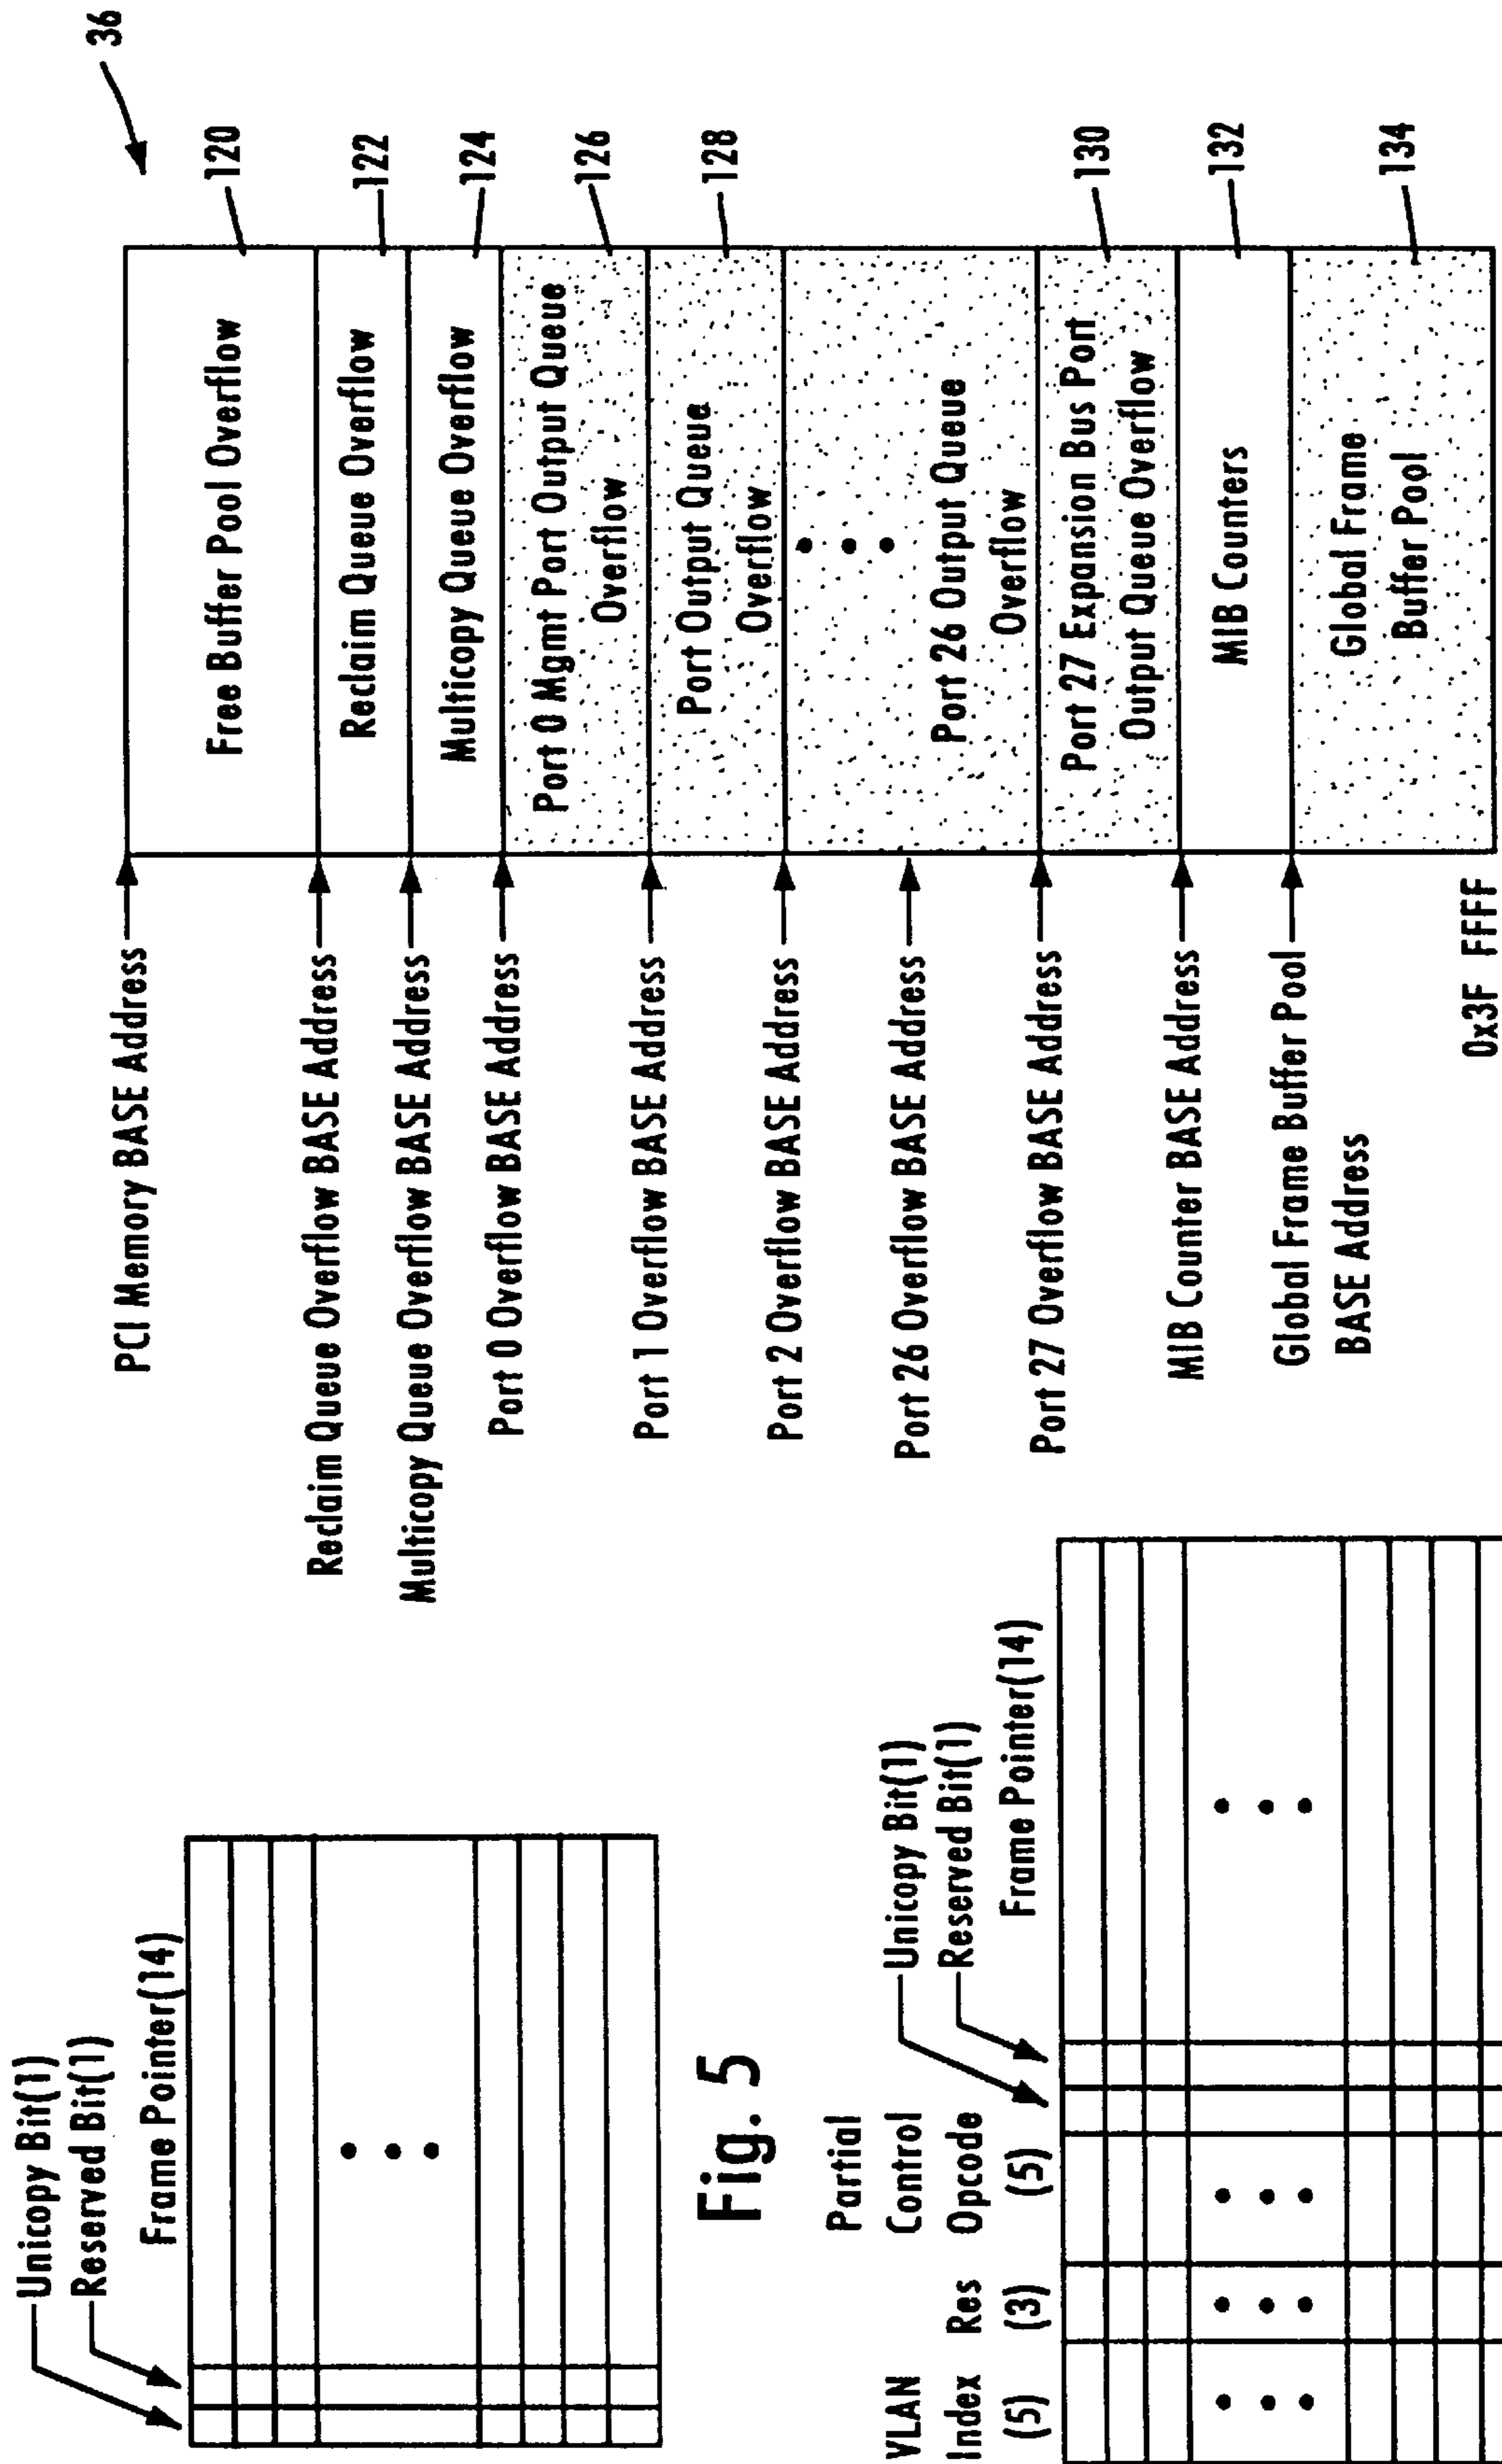 Unicopy Bit(1)
Reserved Bit(1)
Frame Pointer(14)
Fig. 5
VLAN
Index
(5)
Res
(3)
Partial
Control
Opcode
(5)
Unicopy Bit(1)
Reserved Bit(1)
Frame Pointer(14)
36
PCI Memory BASE Address
Reclaim Queue Overflow BASE Address
Multicopy Queue Overflow BASE Address
Port 0 Overflow BASE Address
Port 1 Overflow BASE Address
Port 2 Overflow BASE Address
Port 26 Overflow BASE Address
Port 27 Overflow BASE Address
MIB Counter BASE Address
Global Frame Buffer Pool
BASE Address
0x3F FFFF
Free Buffer Pool Overflow
120
Reclaim Queue Overflow
122
Multicopy Queue Overflow
124
Port 0 Mgmt Port Output Queue
Overflow
126
Port Output Queue
Overflow
128
Port 26 Output Queue
Overflow
Port 27 Expansion Bus Port
Output Queue Overflow
130
MIB Counters
132
Global Frame
Buffer Pool
134